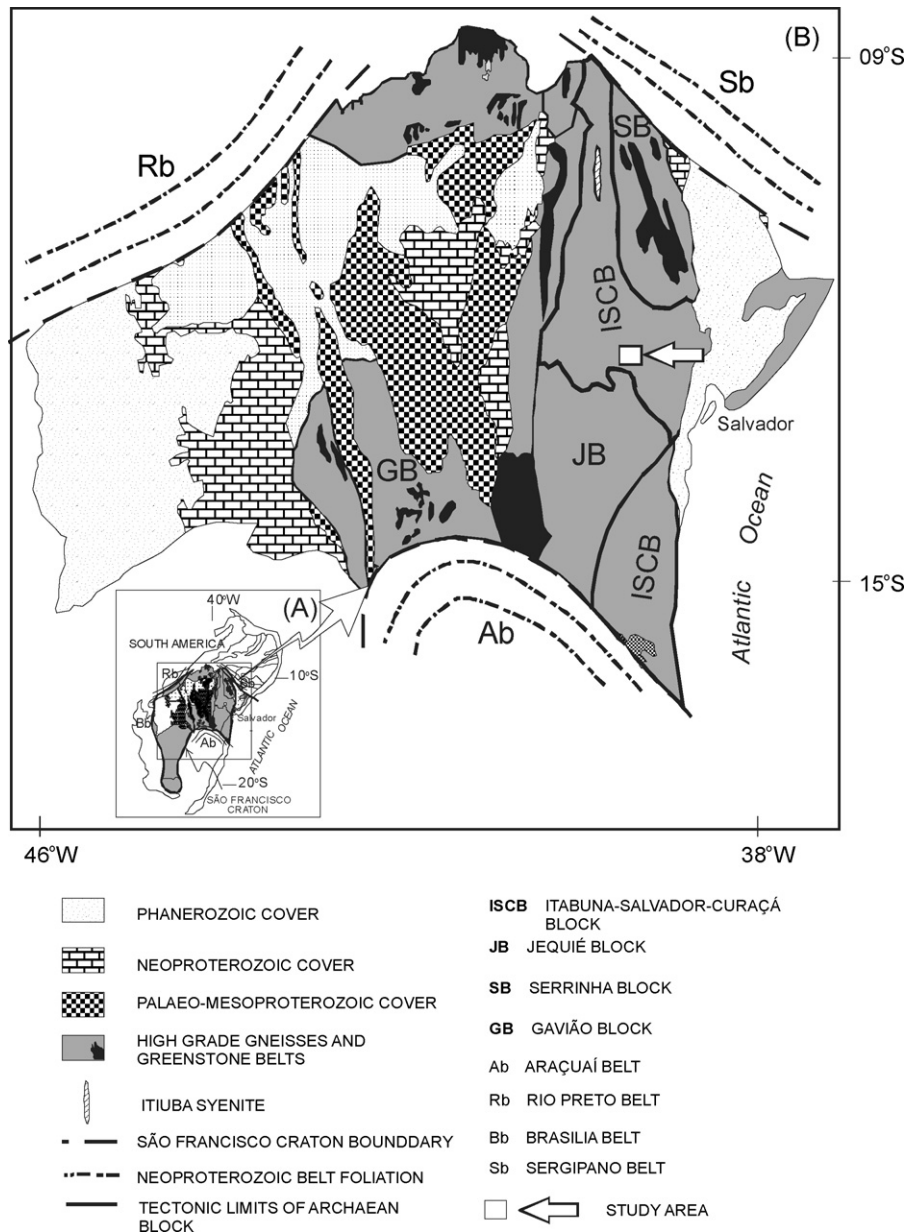 (B)
09°S
Sb
SB
Rb
ISCB
Salvador
JB
GB
Atlantic Ocean
ISCB
15°S
(A)
40°W
SOUTH AMERICA
Ab
Rb
Sb
10°S
Bb
Salvador
Ab
ATLANTIC OCEAN
20°S
SÃO FRANCISCO
CRATON
46°W
38°W
PHANEROZOIC COVER
NEOPROTEROZOIC COVER
PALAEO-MESOPROTEROZOIC COVER
HIGH GRADE GNEISSES AND
GREENSTONE BELTS
ITIUBA SYENITE
SÃO FRANCISCO CRATON BOUNDDARY
NEOPROTEROZOIC BELT FOLIATION
TECTONIC LIMITS OF ARCHAEAN
BLOCK
ISCB ITABUNA-SALVADOR-CURAÇÁ
BLOCK
JB JEQUIÉ BLOCK
SB SERRINHA BLOCK
GB GAVIÃO BLOCK
Ab ARAÇUAÍ BELT
Rb RIO PRETO BELT
Bb BRASILIA BELT
Sb SERGIPANO BELT
STUDY AREA